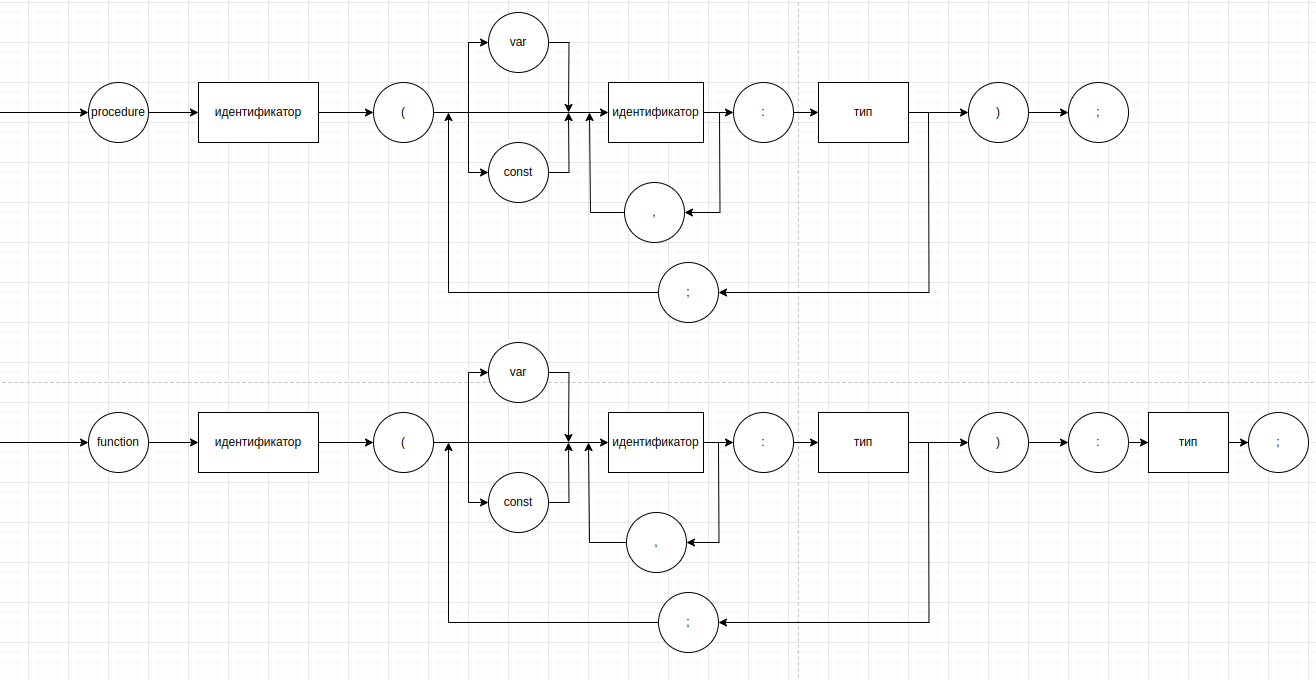 var
procedure
идентификатор
(
идентификатор
:
тип
)
;
const
,
;
var
function
идентификатор
(
идентификатор
:
тип
)
:
тип
;
const
,
;